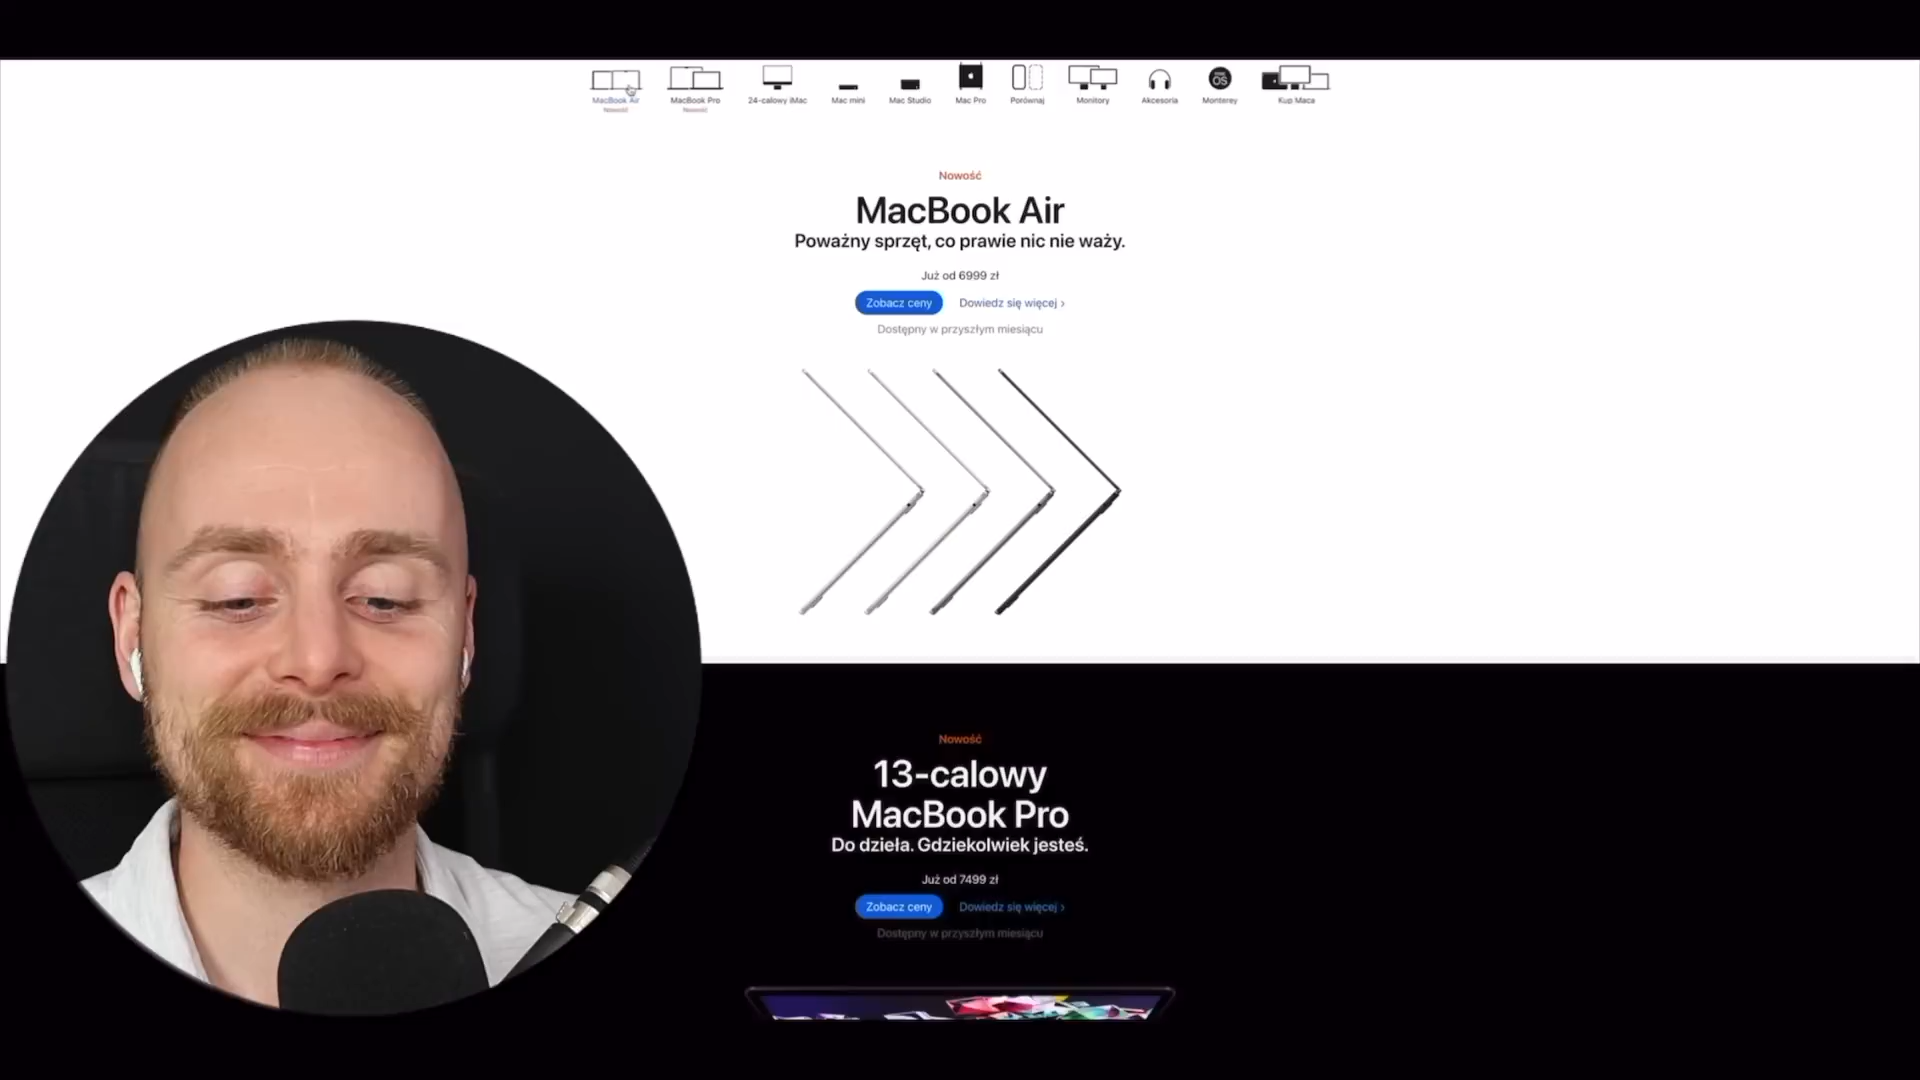 MacBook Air
Nowość
MacBook Pro
Nowość
24-calowy iMac
Mac mini
Mac Studio
Mac Pro
Porównaj
Monitory
Akcesoria
OS
Monterey
Kup Maca
Nowość
MacBook Air
Poważny sprzęt, co prawie nic nie waży.
Już od 6999 zł
Zobacz ceny
Dowiedz się więcej ›
Dostępny w przyszłym miesiącu
Nowość
13-calowy
MacBook Pro
Do dzieła. Gdziekolwiek jesteś.
Już od 7499 zł
Zobacz ceny
Dowiedz się więcej ›
Dostępny w przyszłym miesiącu